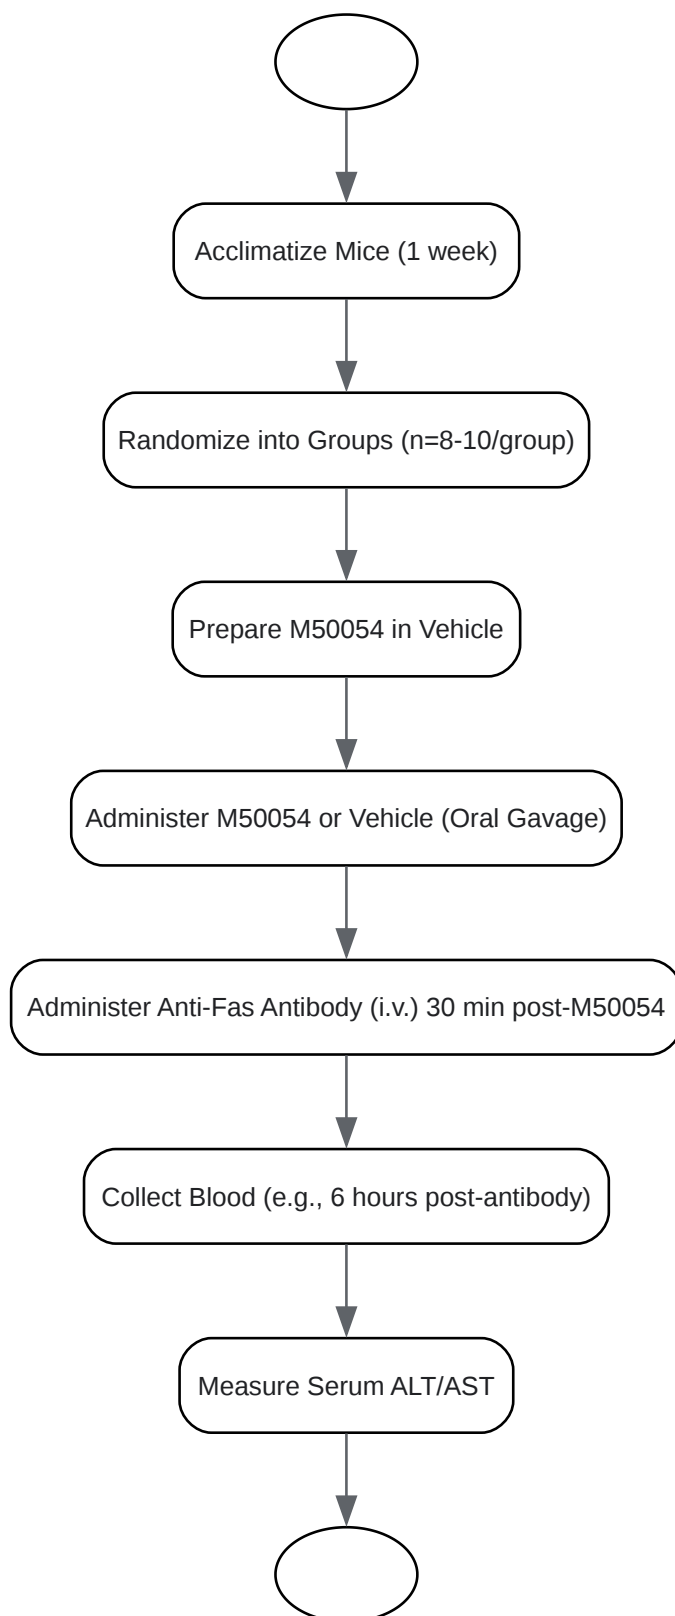 Acclimatize Mice (1 week)
Randomize into Groups (n=8-10/group)
Prepare M50054 in Vehicle
Administer M50054 or Vehicle (Oral Gavage)
Administer Anti-Fas Antibody (i.v.) 30 min post-M50054
Collect Blood (e.g., 6 hours post-antibody)
Measure Serum ALT/AST